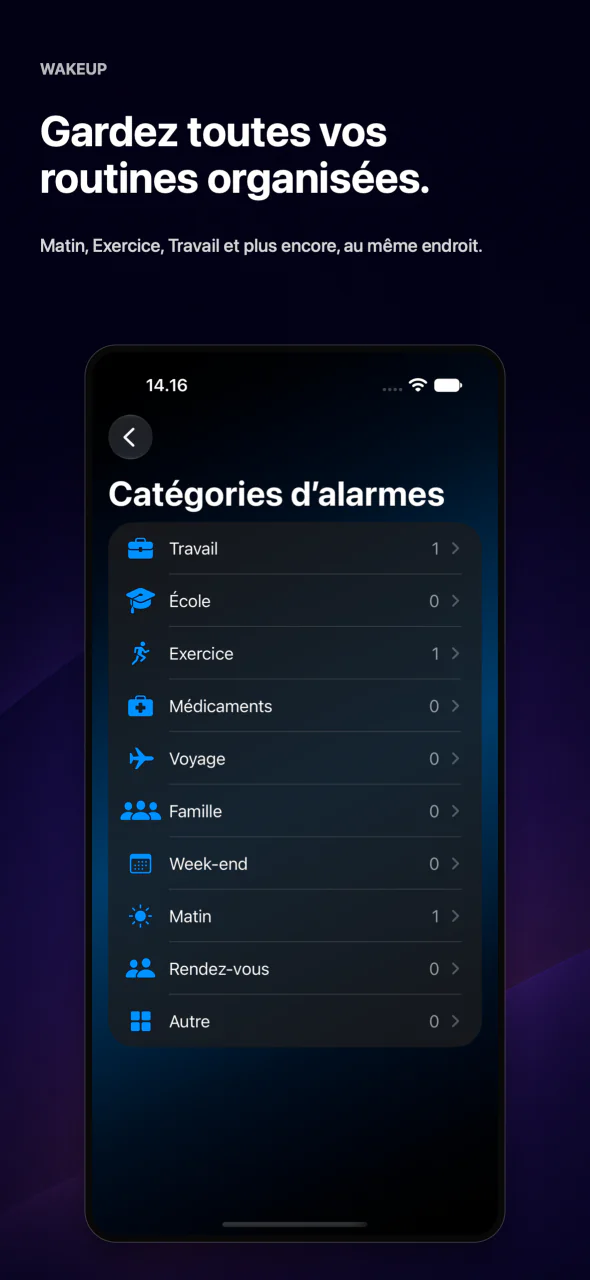 WAKEUP
Gardez toutes vos
routines organisées.
Matin, Exercice, Travail et plus encore, au même endroit.
14.16
Catégories d’alarmes
Travail 1
École 0
Exercice 1
Médicaments 0
Voyage 0
Famille 0
Week-end 0
Matin 1
Rendez-vous 0
Autre 0